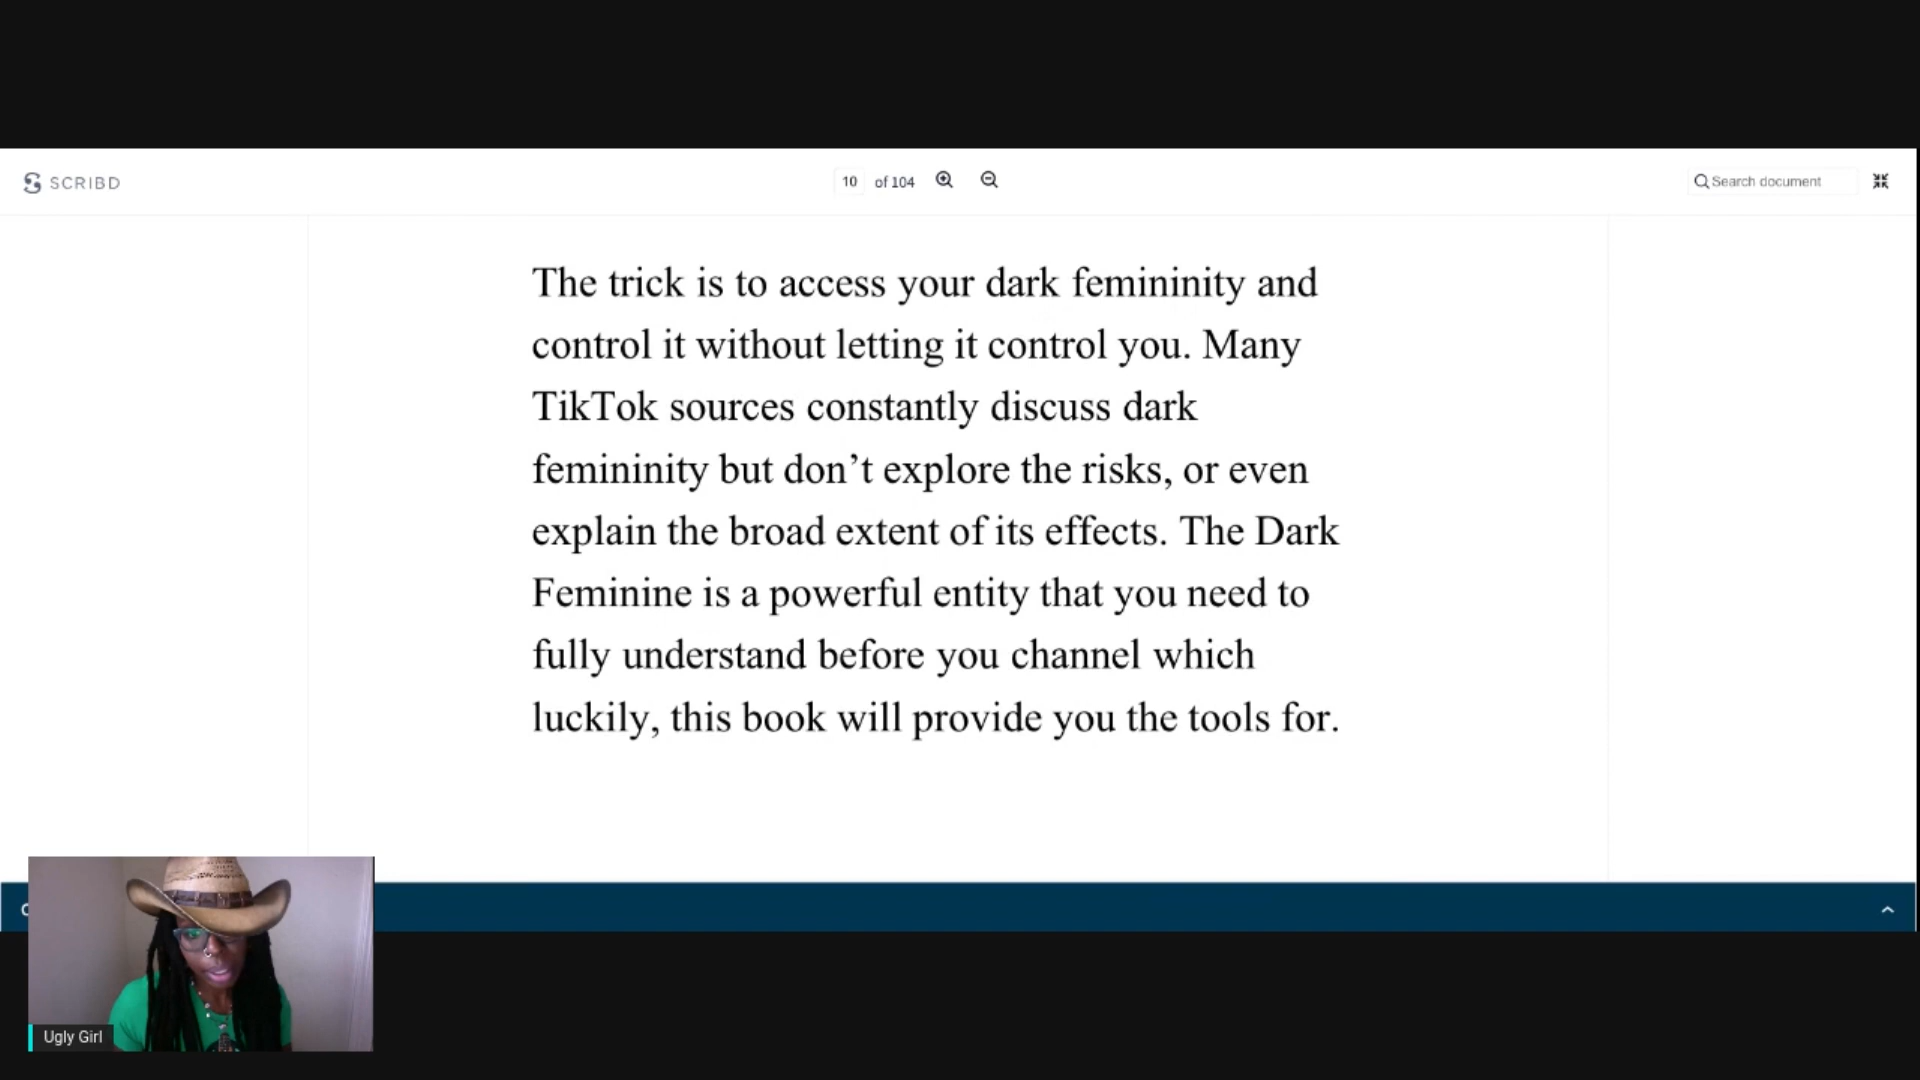 SCRIBD
10 of 104
Search document
The trick is to access your dark femininity and
control it without letting it control you. Many
TikTok sources constantly discuss dark
femininity but don’t explore the risks, or even
explain the broad extent of its effects. The Dark
Feminine is a powerful entity that you need to
fully understand before you channel which
luckily, this book will provide you the tools for.
Ugly Girl